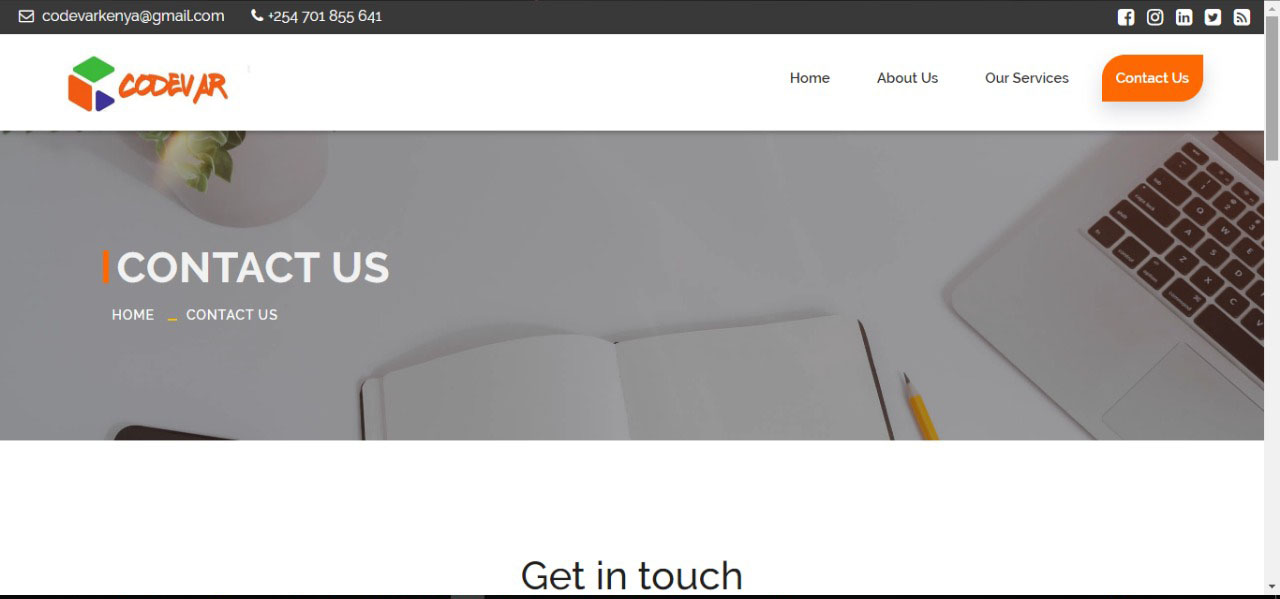 codevarkenya@gmail.com +254 701 855 641
CODEVAR
Home About Us Our Services Contact Us
CONTACT US
HOME _ CONTACT US
Get in touch